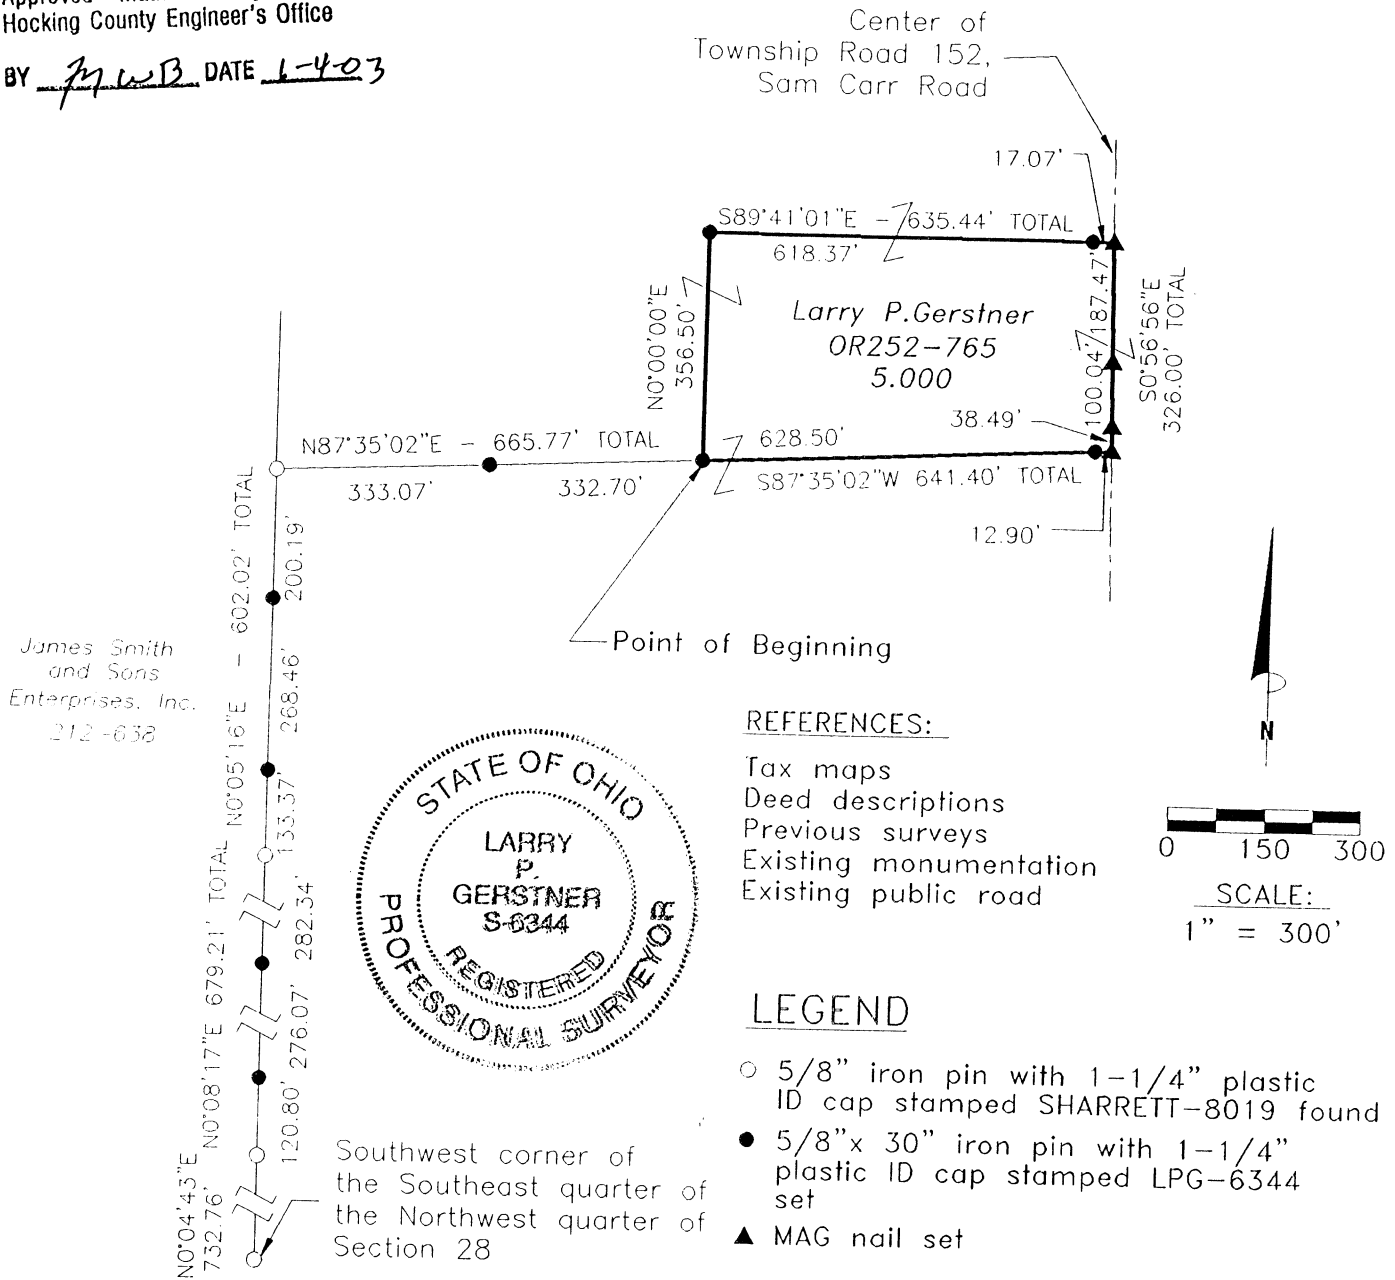 Hocking County Engineer's Office
BY MWB DATE 1-4-03
Center of
Township Road 152,
Sam Carr Road
17.07'
S89°41'01"E - 635.44' TOTAL
618.37'
N0°00'00"E
356.50'
Larry P.Gerstner
OR252-765
5.000
187.47'
100.04'
S0°56'56"E
326.00' TOTAL
38.49'
N87°35'02"E - 665.77' TOTAL
333.07'
332.70'
628.50'
S87°35'02"W 641.40' TOTAL
12.90'
Point of Beginning
N0°05'16"E - 602.02' TOTAL
200.19'
268.46'
133.37'
James Smith
and Sons
Enterprises, Inc.
212-638
N0°08'17"E 679.21' TOTAL
282.34'
276.07'
120.80'
N0°04'43"E
732.76'
Southwest corner of
the Southeast quarter of
the Northwest quarter of
Section 28
STATE OF OHIO
LARRY
P.
GERSTNER
S-6344
REGISTERED
PROFESSIONAL SURVEYOR
REFERENCES:
Tax maps
Deed descriptions
Previous surveys
Existing monumentation
Existing public road
N
0 150 300
SCALE:
1" = 300'
LEGEND
5/8" iron pin with 1-1/4" plastic
ID cap stamped SHARRETT-8019 found
5/8"x 30" iron pin with 1-1/4"
plastic ID cap stamped LPG-6344
set
MAG nail set